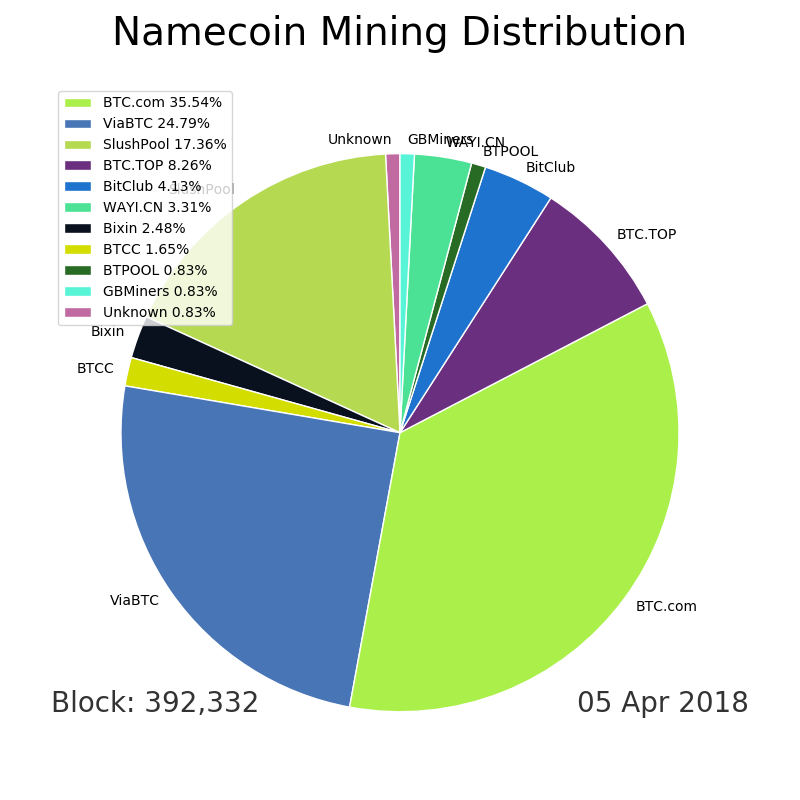 Namecoin Mining Distribution
BTC.com 35.54%
ViaBTC 24.79%
SlushPool 17.36%
BTC.TOP 8.26%
BitClub 4.13%
WAYI.CN 3.31%
Bixin 2.48%
BTCC 1.65%
BTPOOL 0.83%
GBMiners 0.83%
Unknown 0.83%
Unknown
GBMiners
WAYI.CN
BTPOOL
BitClub
SlushPool
BTC.TOP
Bixin
BTCC
ViaBTC
BTC.com
Block: 392,332
05 Apr 2018